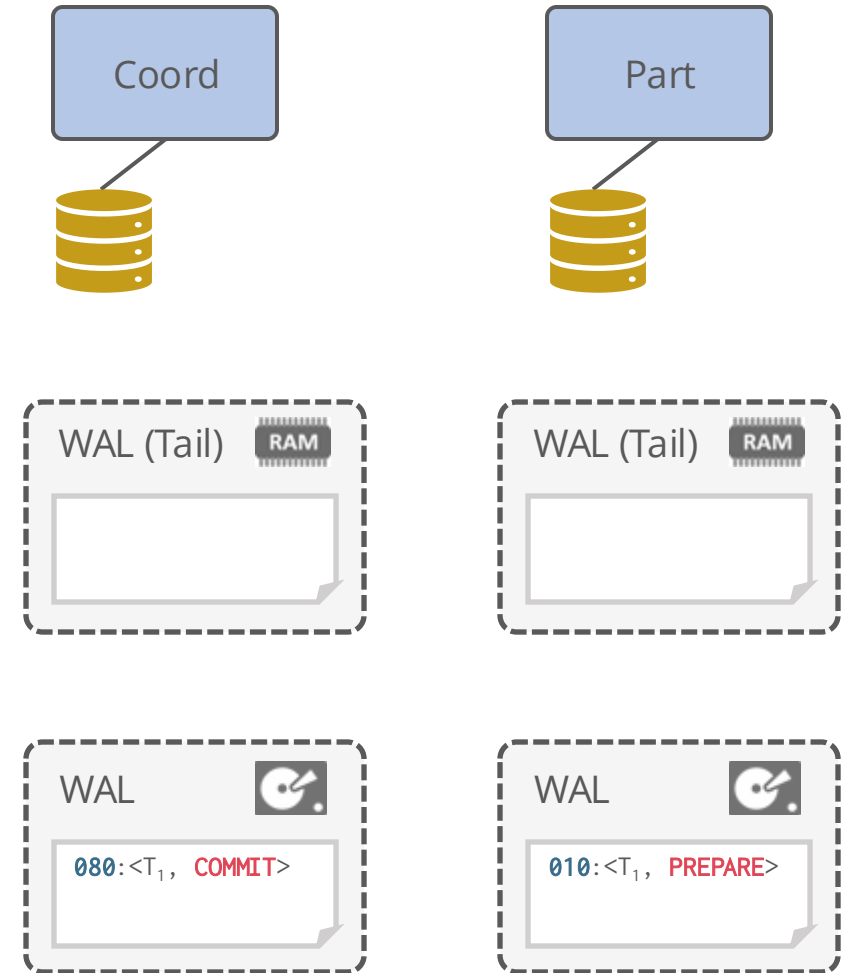 Coord
Part
WAL (Tail) RAM
WAL (Tail) RAM
WAL
WAL
080:<T₁, COMMIT>
010:<T₁, PREPARE>